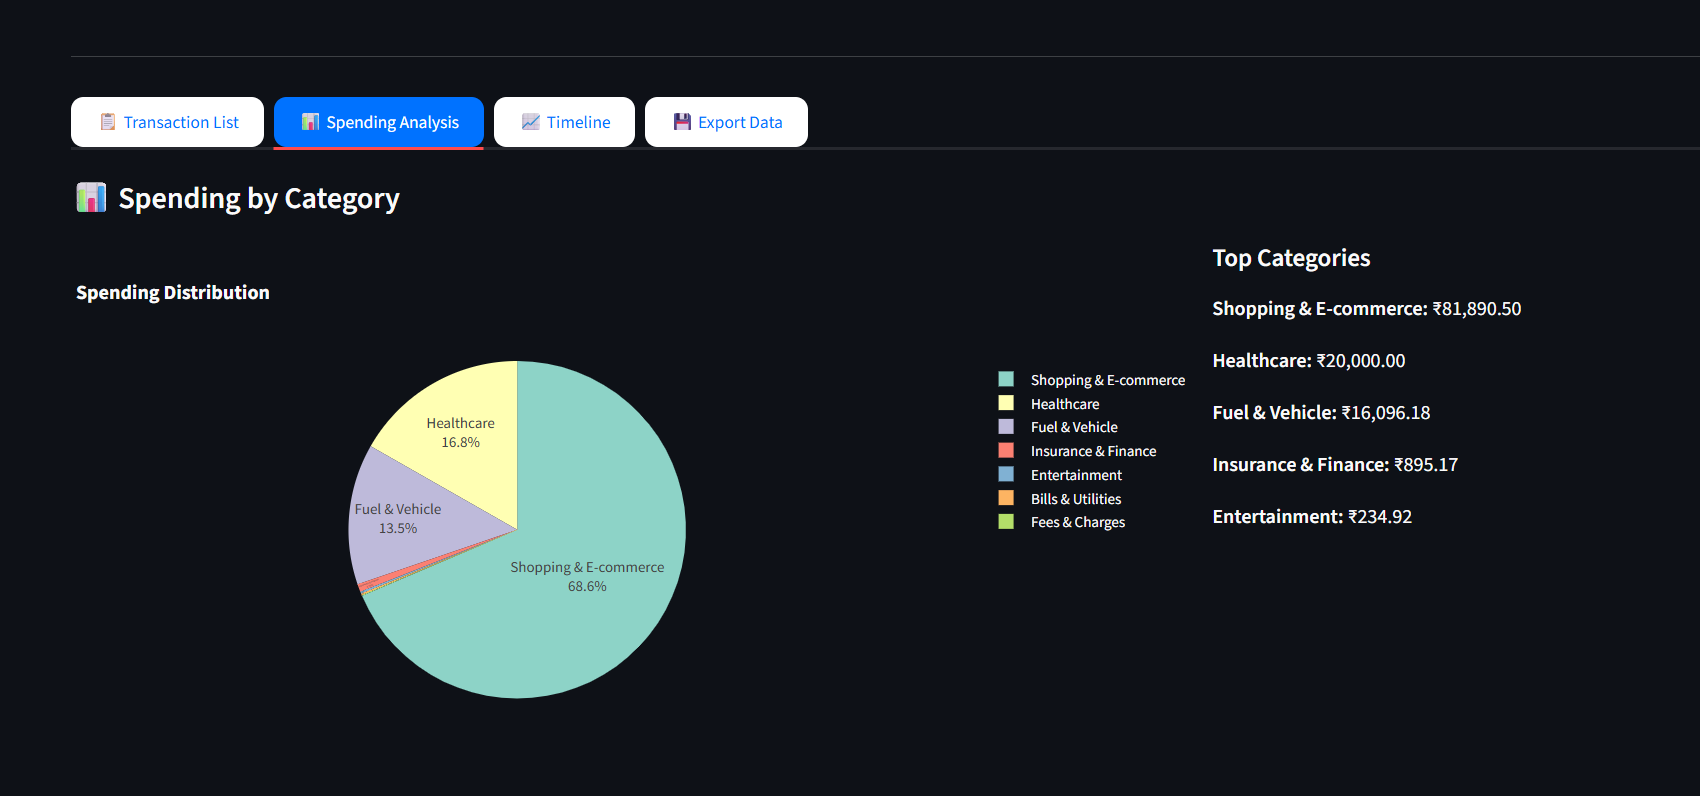 Transaction List
Spending Analysis
Timeline
Export Data
Spending by Category
Spending Distribution
Healthcare
16.8%
Fuel & Vehicle
13.5%
Shopping & E-commerce
68.6%
Shopping & E-commerce
Healthcare
Fuel & Vehicle
Insurance & Finance
Entertainment
Bills & Utilities
Fees & Charges
Top Categories
Shopping & E-commerce: ₹81,890.50
Healthcare: ₹20,000.00
Fuel & Vehicle: ₹16,096.18
Insurance & Finance: ₹895.17
Entertainment: ₹234.92